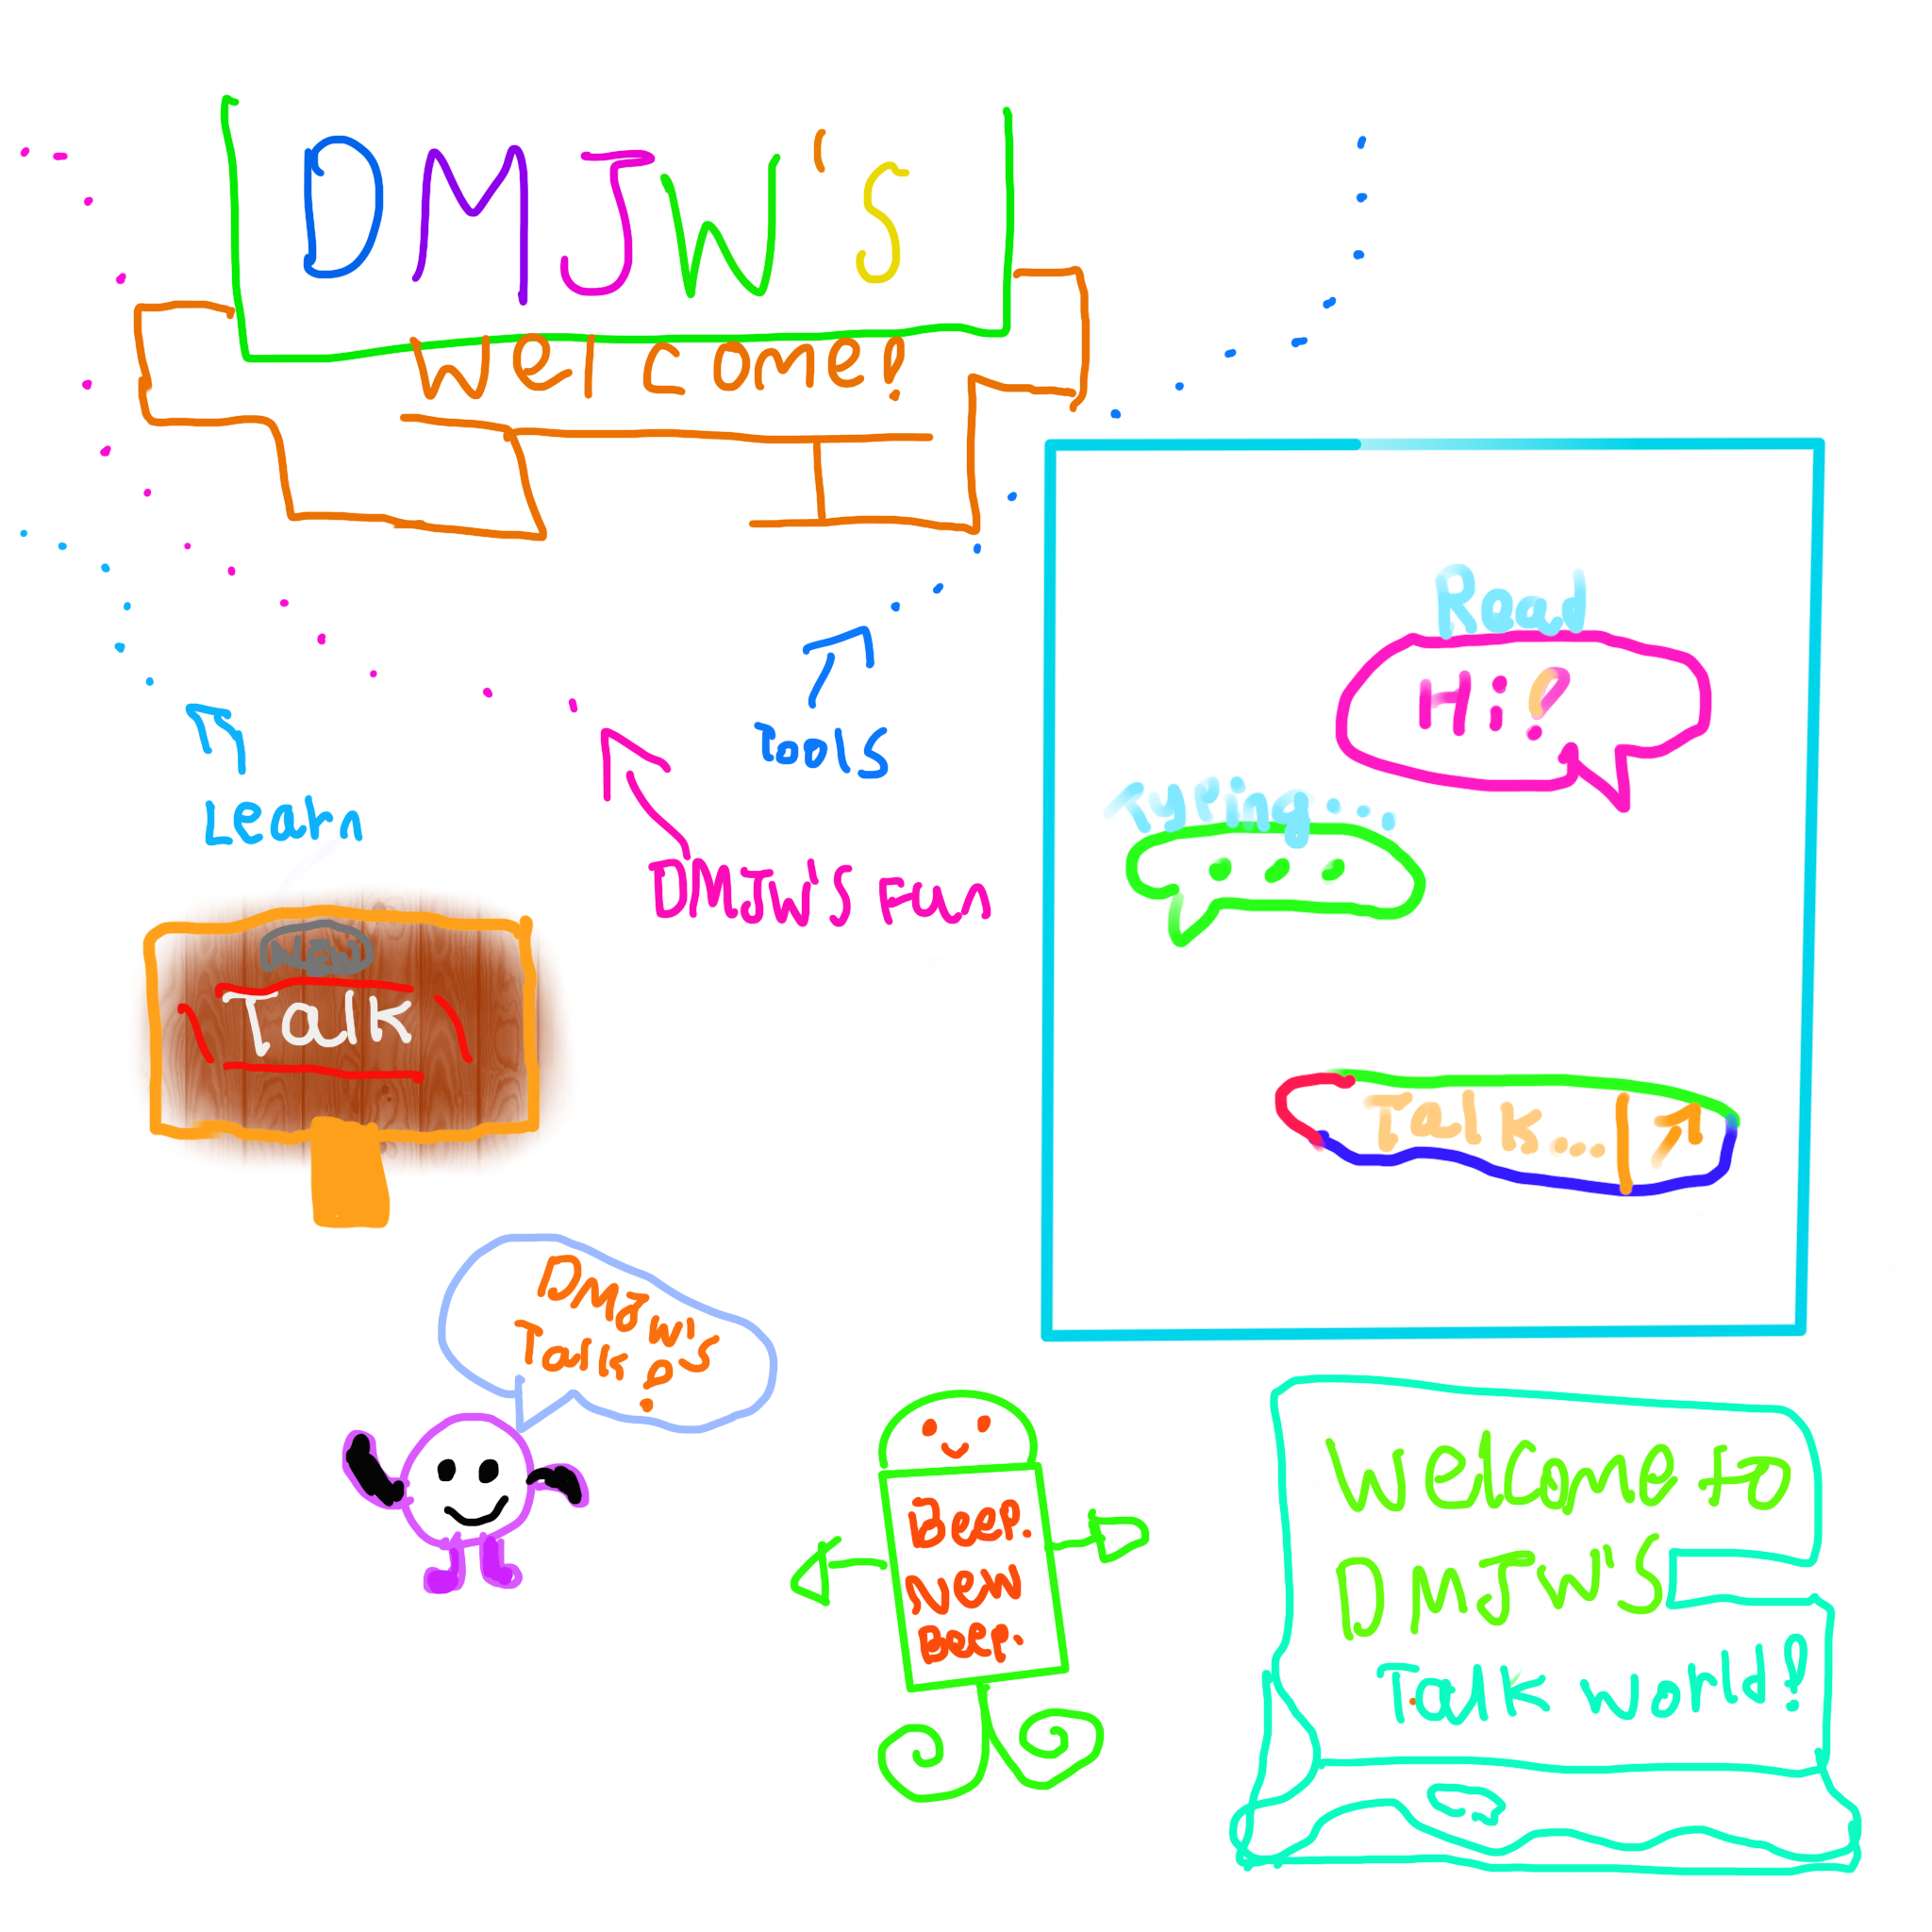 DMJW's
Welcome!
Read
Hi!
Tools
Typing....
...
Learn
DMJW's Fun
New
Talk
Talk...
DMJW's
Talk!
Welcome to
DMJW's
Talk world!
Beep.
New
Beep.